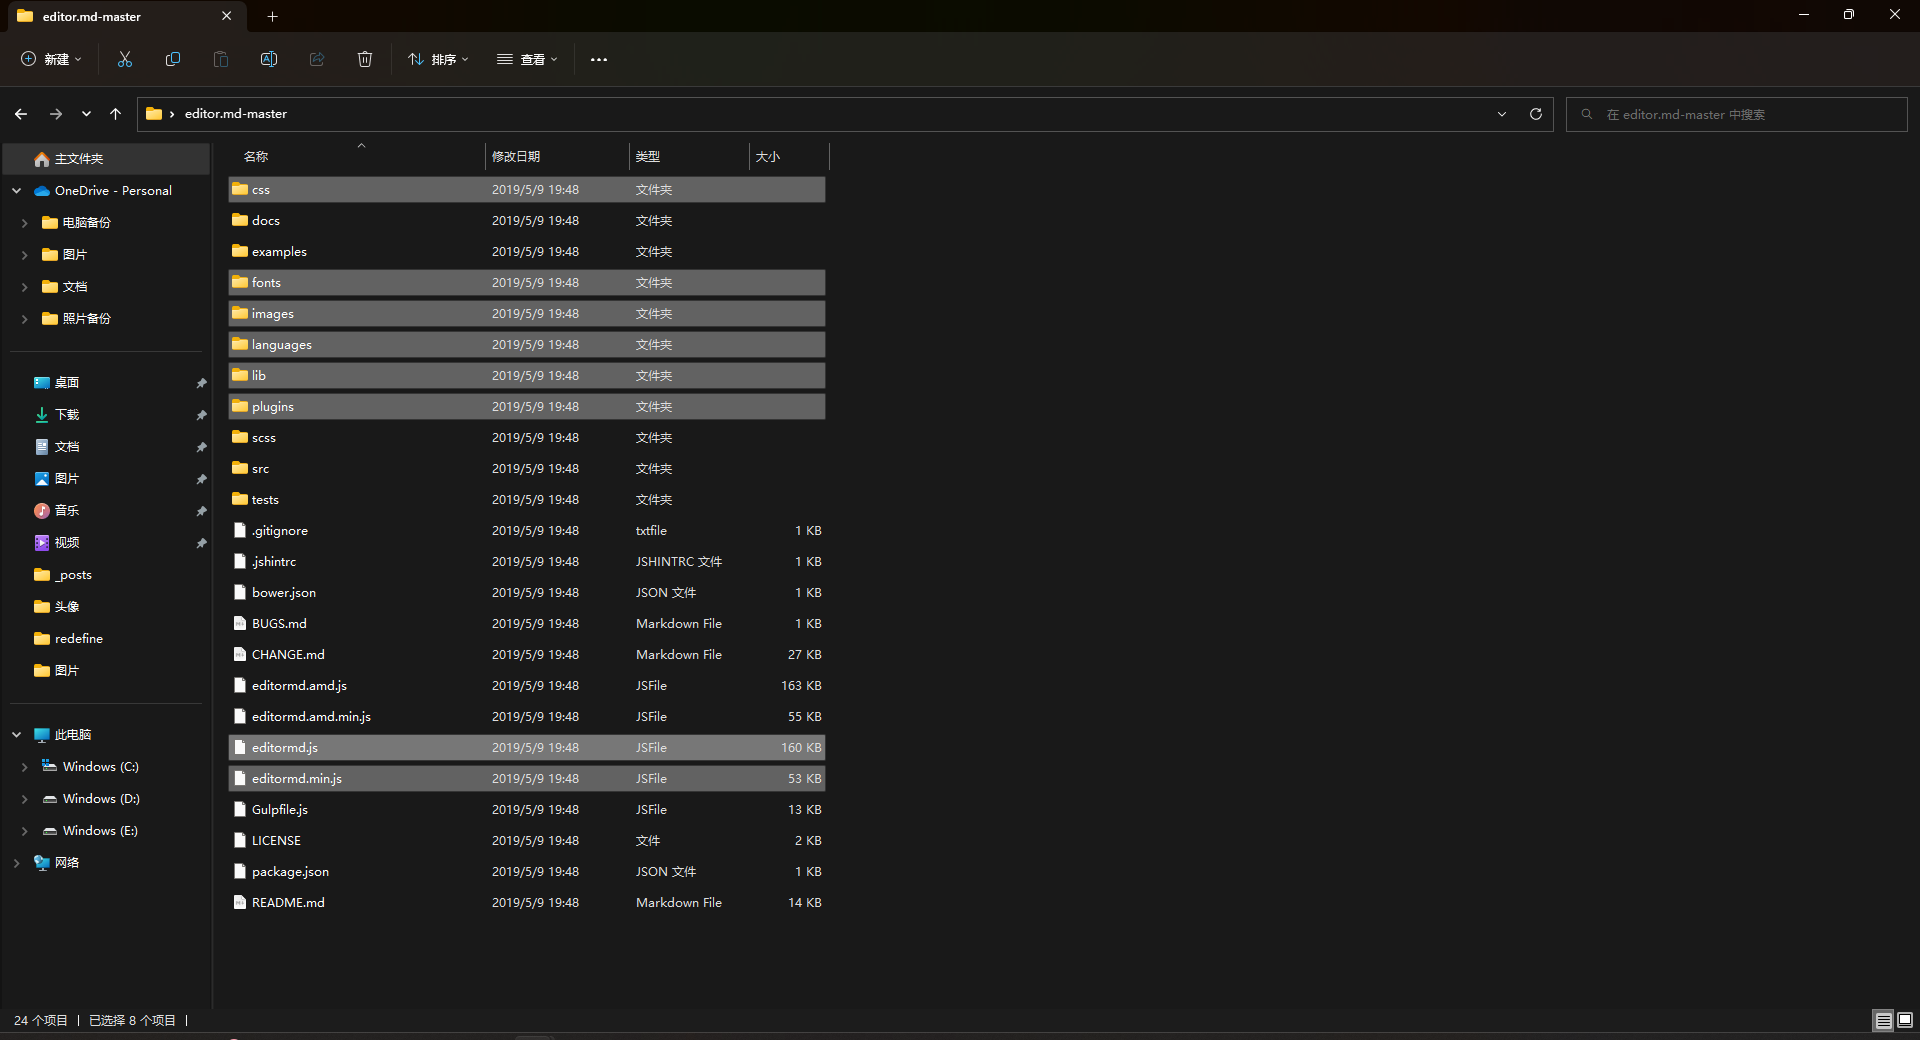 editor.md-master
新建
排序
查看
editor.md-master
在 editor.md-master 中搜索
主文件夹
OneDrive - Personal
电脑备份
图片
文档
照片备份
桌面
下载
文档
图片
音乐
视频
_posts
头像
redefine
图片
此电脑
Windows (C:)
Windows (D:)
Windows (E:)
网络
名称 修改日期 类型 大小
css 2019/5/9 19:48 文件夹
docs 2019/5/9 19:48 文件夹
examples 2019/5/9 19:48 文件夹
fonts 2019/5/9 19:48 文件夹
images 2019/5/9 19:48 文件夹
languages 2019/5/9 19:48 文件夹
lib 2019/5/9 19:48 文件夹
plugins 2019/5/9 19:48 文件夹
scss 2019/5/9 19:48 文件夹
src 2019/5/9 19:48 文件夹
tests 2019/5/9 19:48 文件夹
.gitignore 2019/5/9 19:48 txtfile 1 KB
.jshintrc 2019/5/9 19:48 JSHINTRC 文件 1 KB
bower.json 2019/5/9 19:48 JSON 文件 1 KB
BUGS.md 2019/5/9 19:48 Markdown File 1 KB
CHANGE.md 2019/5/9 19:48 Markdown File 27 KB
editormd.amd.js 2019/5/9 19:48 JSFile 163 KB
editormd.amd.min.js 2019/5/9 19:48 JSFile 55 KB
editormd.js 2019/5/9 19:48 JSFile 160 KB
editormd.min.js 2019/5/9 19:48 JSFile 53 KB
Gulpfile.js 2019/5/9 19:48 JSFile 13 KB
LICENSE 2019/5/9 19:48 文件 2 KB
package.json 2019/5/9 19:48 JSON 文件 1 KB
README.md 2019/5/9 19:48 Markdown File 14 KB
24 个项目 已选择 8 个项目